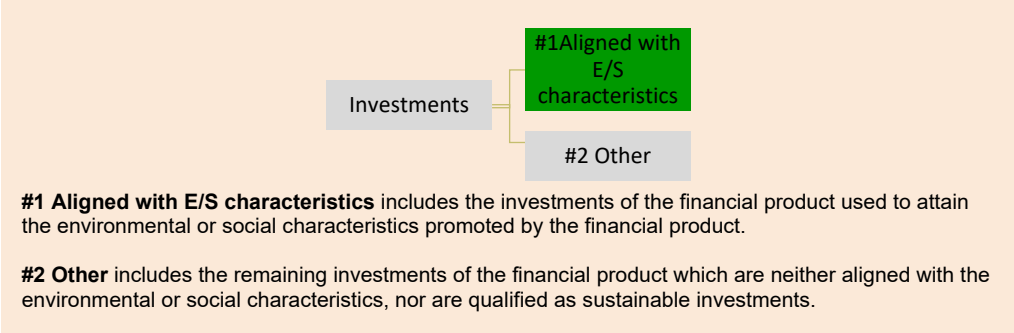 #1Aligned with
E/S
characteristics
Investments
#2 Other
#1 Aligned with E/S characteristics includes the investments of the financial product used to attain
the environmental or social characteristics promoted by the financial product.
#2 Other includes the remaining investments of the financial product which are neither aligned with the
environmental or social characteristics, nor are qualified as sustainable investments.